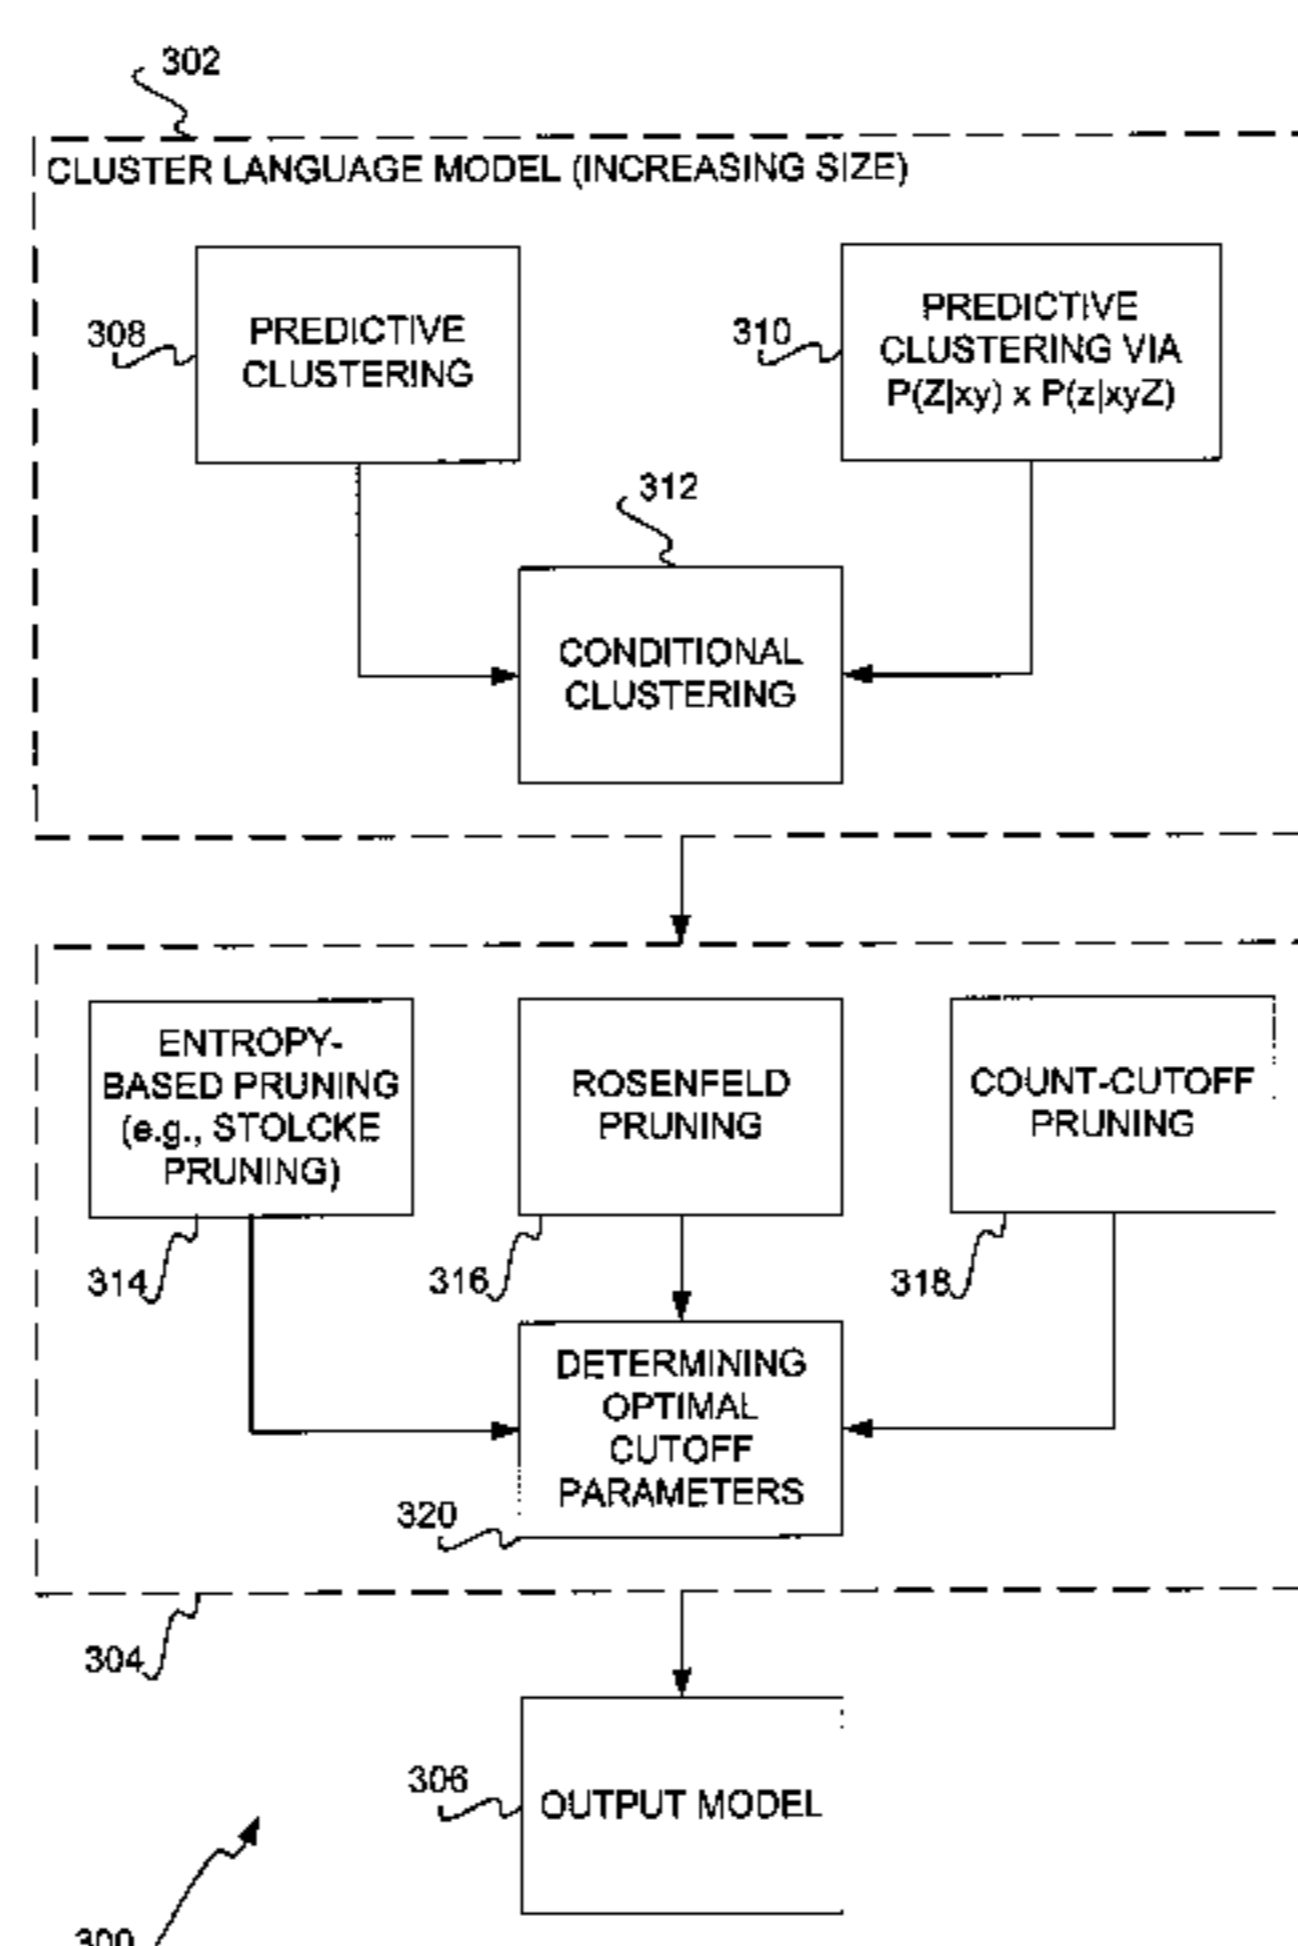 302
CLUSTER LANGUAGE MODEL (INCREASING SIZE)
308
PREDICTIVE
CLUSTERING
310
PREDICTIVE
CLUSTERING VIA
P(Z|xy) x P(z|xyZ)
312
CONDITIONAL
CLUSTERING
ENTROPY-
BASED PRUNING
(e.g., STOLCKE
PRUNING)
ROSENFELD
PRUNING
COUNT-CUTOFF
PRUNING
314
316
318
DETERMINING
OPTIMAL
CUTOFF
PARAMETERS
320
304
306
OUTPUT MODEL
300